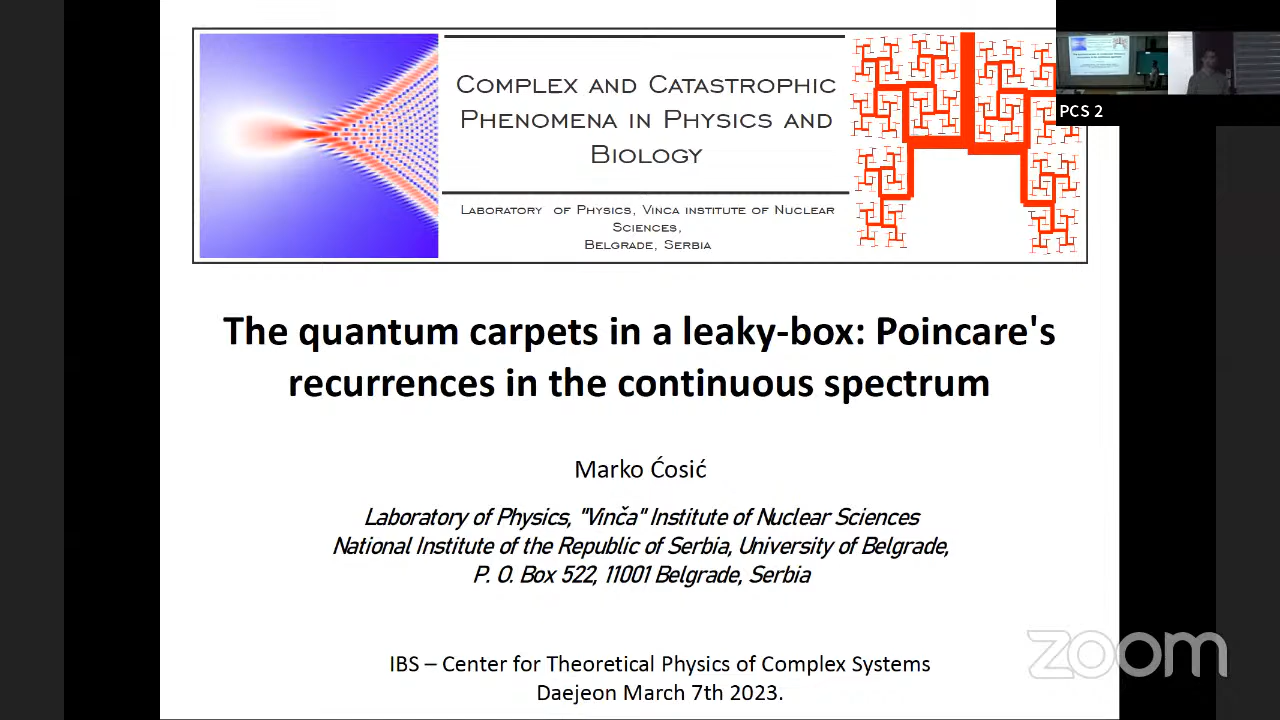 COMPLEX AND CATASTROPHIC
PHENOMENA IN PHYSICS AND
BIOLOGY
LABORATORY OF PHYSICS, VINCA INSTITUTE OF NUCLEAR
SCIENCES,
BELGRADE, SERBIA
PCS 2
The quantum carpets in a leaky-box: Poincare's
recurrences in the continuous spectrum
Marko Ćosić
Laboratory of Physics, "Vinča" Institute of Nuclear Sciences
National Institute of the Republic of Serbia, University of Belgrade,
P. O. Box 522, 11001 Belgrade, Serbia
zoom
IBS – Center for Theoretical Physics of Complex Systems
Daejeon March 7th 2023.